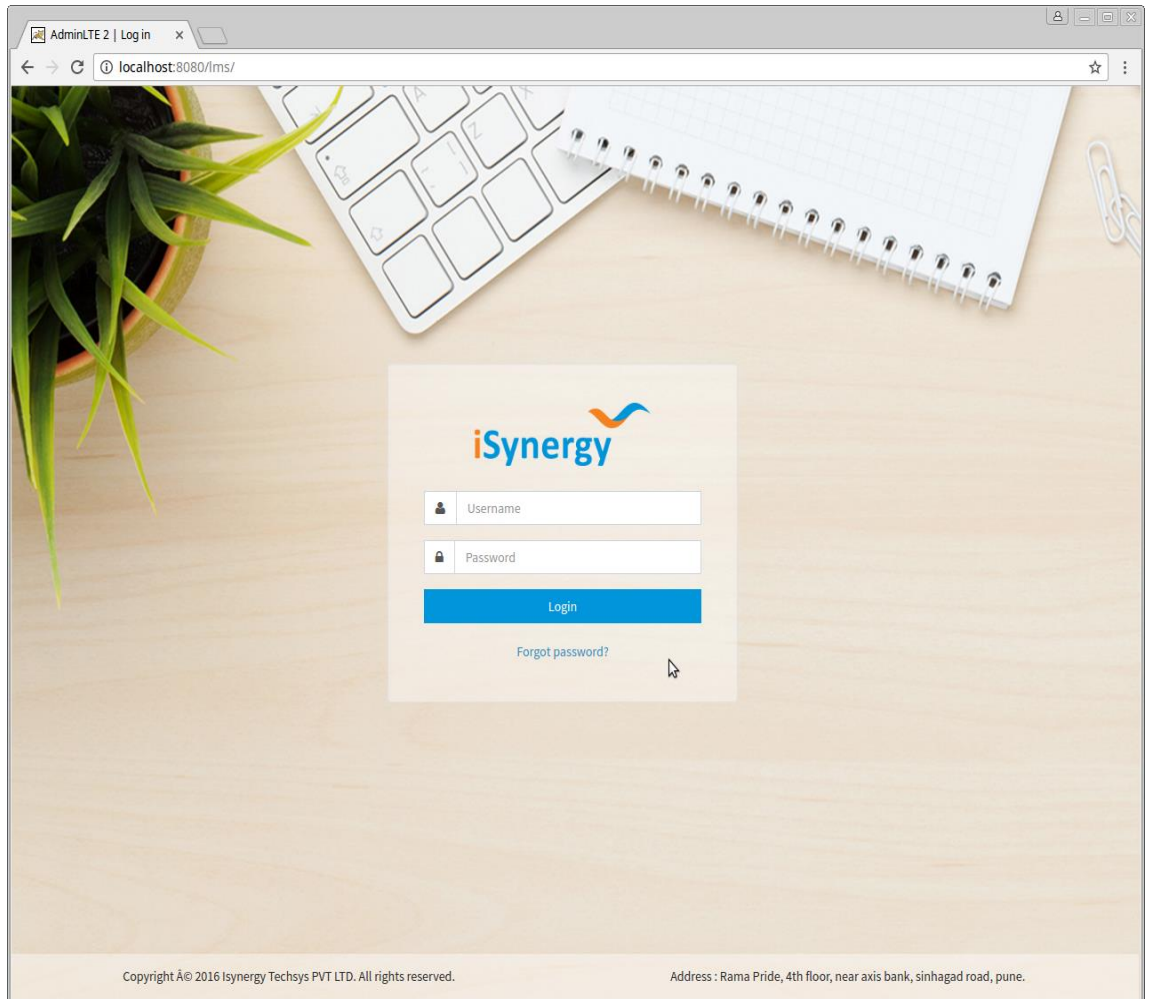 AdminLTE 2 | Log in
localhost:8080/lms/
A
X
Z
iSynergy
Username
Password
Login
Forgot password?
Copyright Â© 2016 Isynergy Techsys PVT LTD. All rights reserved.
Address : Rama Pride, 4th floor, near axis bank, sinhagad road, pune.